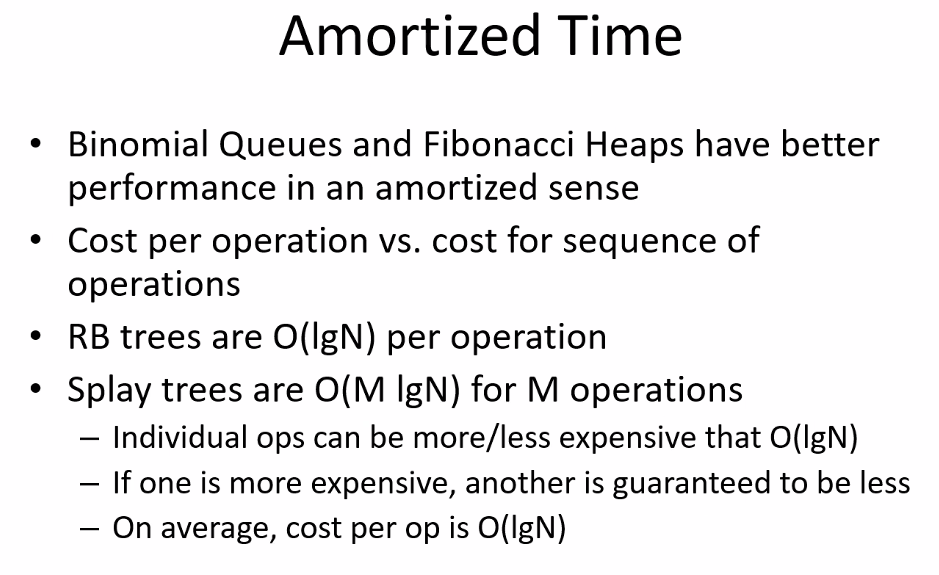 Amortized Time
• Binomial Queues and Fibonacci Heaps have better
performance in an amortized sense
• Cost per operation vs. cost for sequence of
operations
• RB trees are O(lgN) per operation
• Splay trees are O(M lgN) for M operations
– Individual ops can be more/less expensive that O(lgN)
– If one is more expensive, another is guaranteed to be less
– On average, cost per op is O(lgN)